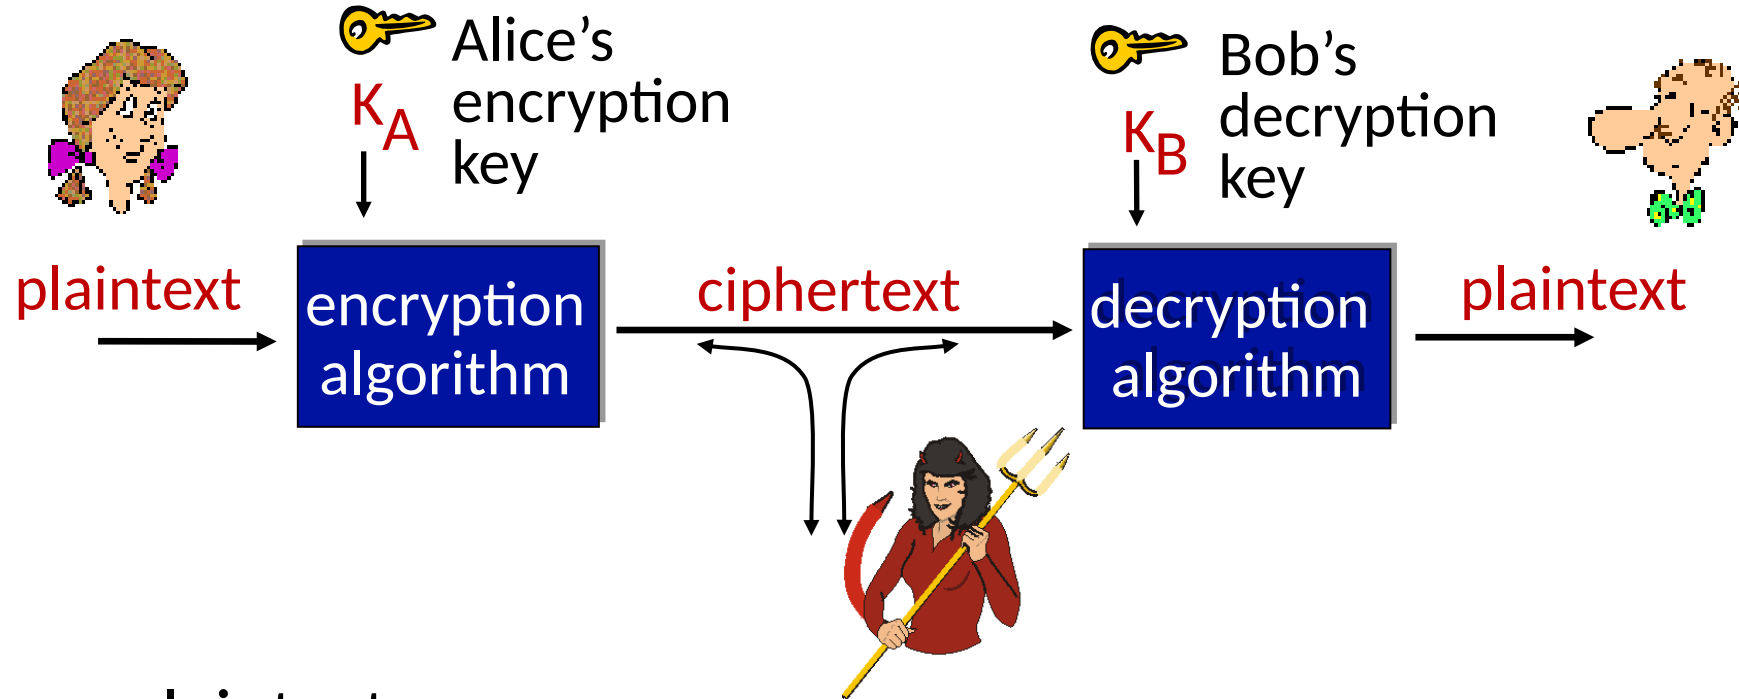 Alice’s
encryption
key
K A
Bob’s
decryption
key
K B
plaintext
encryption
algorithm
ciphertext
decryption
algorithm
plaintext